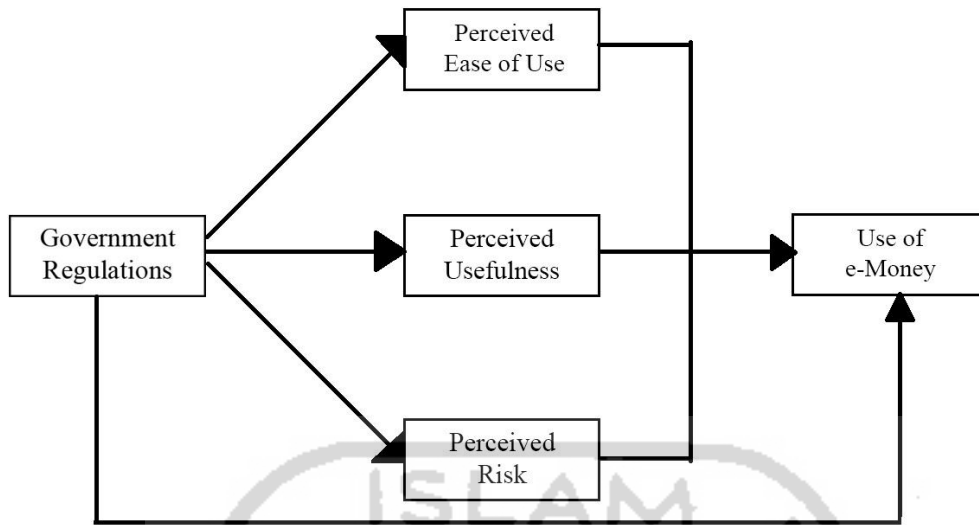 Perceived
Ease of Use
Government
Regulations
Perceived
Usefulness
Use of
e-Money
Perceived
Risk
ISLAM